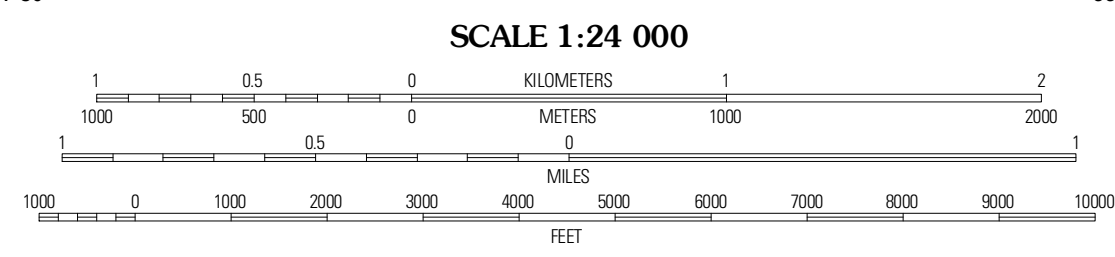 SCALE 1:24 000
1 0.5 0 KILOMETERS 1 2
1000 500 0 METERS 1000 2000
1 0.5 0 1
MILES
1000 0 1000 2000 3000 4000 5000 6000 7000 8000 9000 10000
FEET